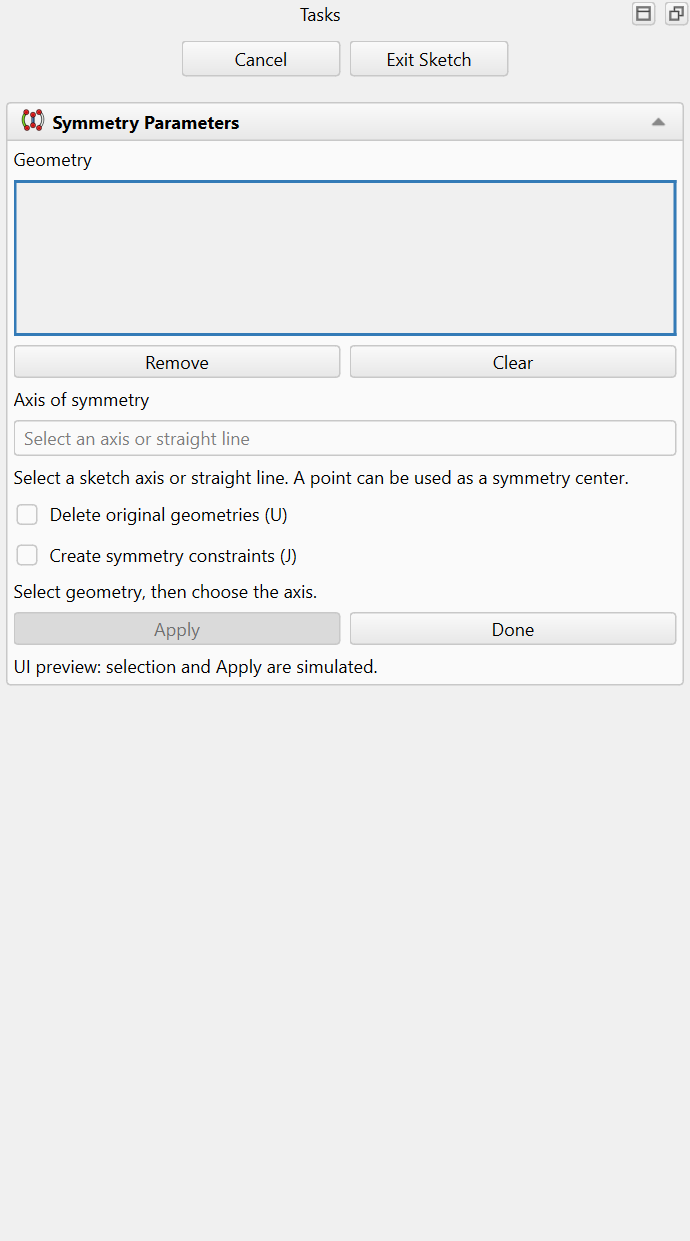 Tasks
Cancel
Exit Sketch
Symmetry Parameters
Geometry
Remove
Clear
Axis of symmetry
Select an axis or straight line
Select a sketch axis or straight line. A point can be used as a symmetry center.
Delete original geometries (U)
Create symmetry constraints (J)
Select geometry, then choose the axis.
Apply
Done
UI preview: selection and Apply are simulated.